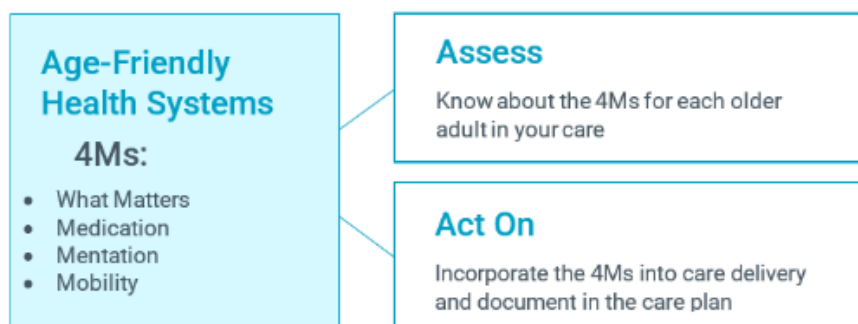 Age-Friendly
Health Systems
4Ms:
• What Matters
• Medication
• Mentation
• Mobility
Assess
Know about the 4Ms for each older
adult in your care
Act On
Incorporate the 4Ms into care delivery
and document in the care plan